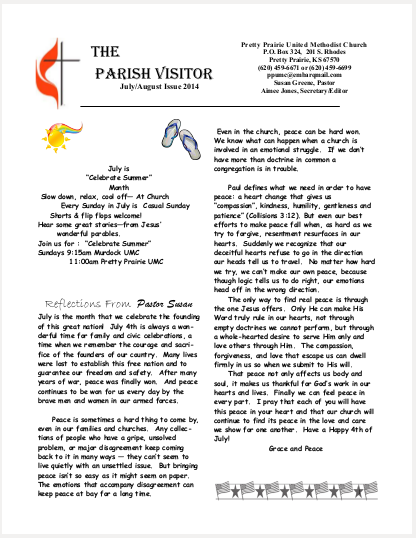 THE
PARISH VISITOR
July/August Issue 2014
Pretty Prairie United Methodist Church
P.O. Box 324, 201 S. Rhodes
Pretty Prairie, KS 67570
(620) 459-6671 or (620) 459-6699
ppumc@embarqmail.com
Susan Greene, Pastor
Aimee Jones, Secretary/Editor
July is
"Celebrate Summer"
Month
Slow down, relax, cool off—At Church
Every Sunday in July is Casual Sunday
Shorts & flip flops welcome!
Hear some great stories—from Jesus'
wonderful parables.
Join us for : "Celebrate Summer"
Sundays 9:15am Murdock UMC
11:00am Pretty Prairie UMC
Reflections From Pastor Susan
July is the month that we celebrate the founding
of this great nation! July 4th is always a won-
derful time for family and civic celebrations, a
time when we remember the courage and sacri-
fice of the founders of our country. Many lives
were lost to establish this free nation and to
guarantee our freedom and safety. After many
years of war, peace was finally won. And peace
continues to be won for us every day by the
brave men and women in our armed forces.
Peace is sometimes a hard thing to come by,
even in our families and churches. Any collec-
tions of people who have a gripe, unsolved
problem, or major disagreement keep coming
back to it in many ways — they can't seem to
live quietly with an unsettled issue. But bringing
peace isn't so easy as it might seem on paper.
The emotions that accompany disagreement can
keep peace at bay for a long time.
Even in the church, peace can be hard won.
We know what can happen when a church is
involved in an emotional struggle. If we don't
have more than doctrine in common a
congregation is in trouble.
Paul defines what we need in order to have
peace: a heart change that gives us
"compassion", kindness, humility, gentleness and
patience" (Collisions 3:12). But even our best
efforts to make peace fall when, as hard as we
try to forgive, resentment resurfaces in our
hearts. Suddenly we recognize that our
deceitful hearts refuse to go in the direction
our heads tell us to travel. No matter how hard
we try, we can't make our own peace, because
though logic tells us to do right, our emotions
head off in the wrong direction.
The only way to find real peace is through
the one Jesus offers. Only He can make His
Word truly rule in our hearts, not through
empty doctrines we cannot perform, but through
a whole-hearted desire to serve Him only and
love others through Him. The compassion,
forgiveness, and love that escape us can dwell
firmly in us so when we submit to His will.
That peace not only affects us body and
soul, it makes us thankful for God's work in our
hearts and lives. Finally we can feel peace in
every part. I pray that each of you will have
this peace in your heart and that our church will
continue to find its peace in the love and care
we show for one another. Have a Happy 4th of
July!
Grace and Peace